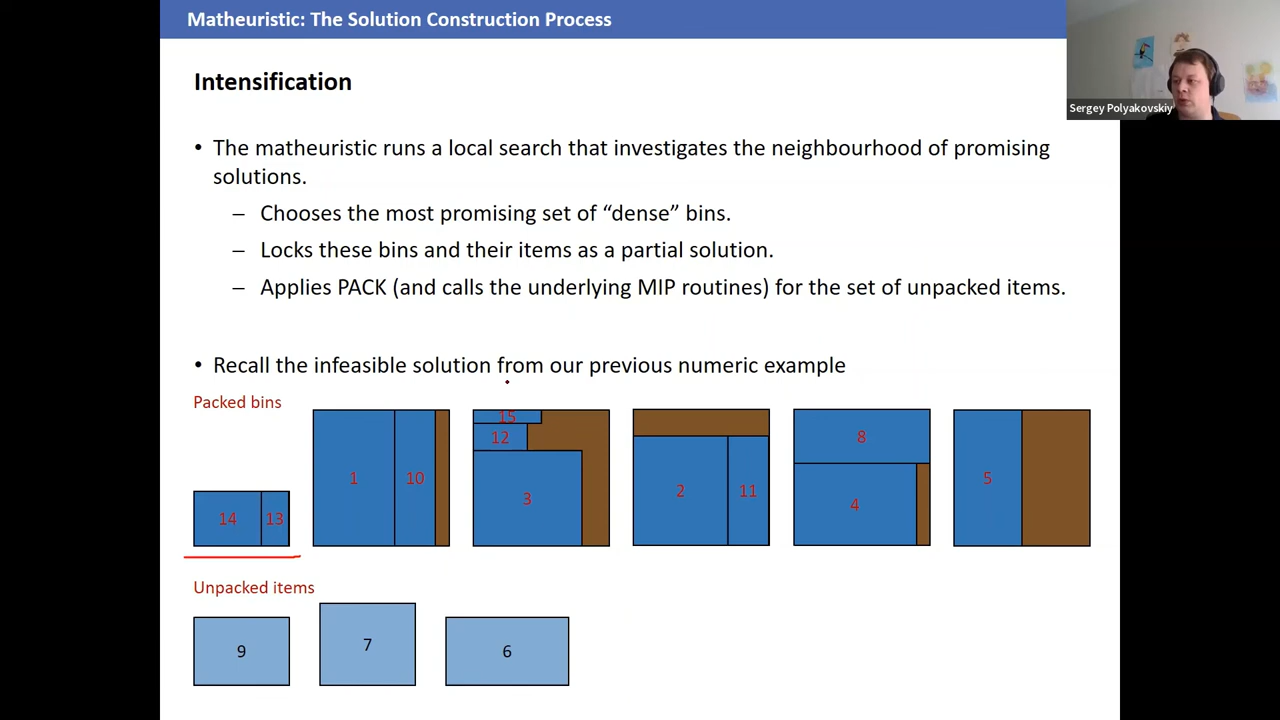 Matheuristic: The Solution Construction Process
Sergey Polyakovskiy
Intensification
• The matheuristic runs a local search that investigates the neighbourhood of promising
solutions.
– Chooses the most promising set of “dense” bins.
– Locks these bins and their items as a partial solution.
– Applies PACK (and calls the underlying MIP routines) for the set of unpacked items.
• Recall the infeasible solution from our previous numeric example
Packed bins
14 13
1 10
15
12
3
2 11
8
4
5
Unpacked items
9
7
6